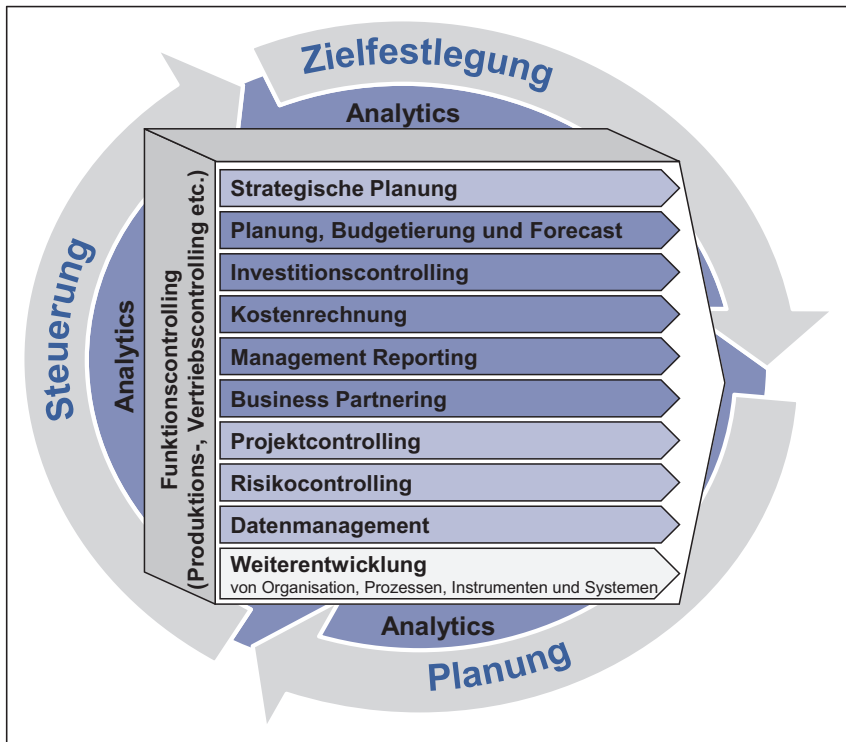 Zielfestlegung
Analytics
Strategische Planung
Planung, Budgetierung und Forecast
Investitionscontrolling
Kostenrechnung
Management Reporting
Business Partnering
Projektcontrolling
Risikocontrolling
Datenmanagement
Weiterentwicklung
von Organisation, Prozessen, Instrumenten und Systemen
Funktionscontrolling
(Produktions-, Vertriebscontrolling etc.)
Analytics
Steuerung
Analytics
Planung